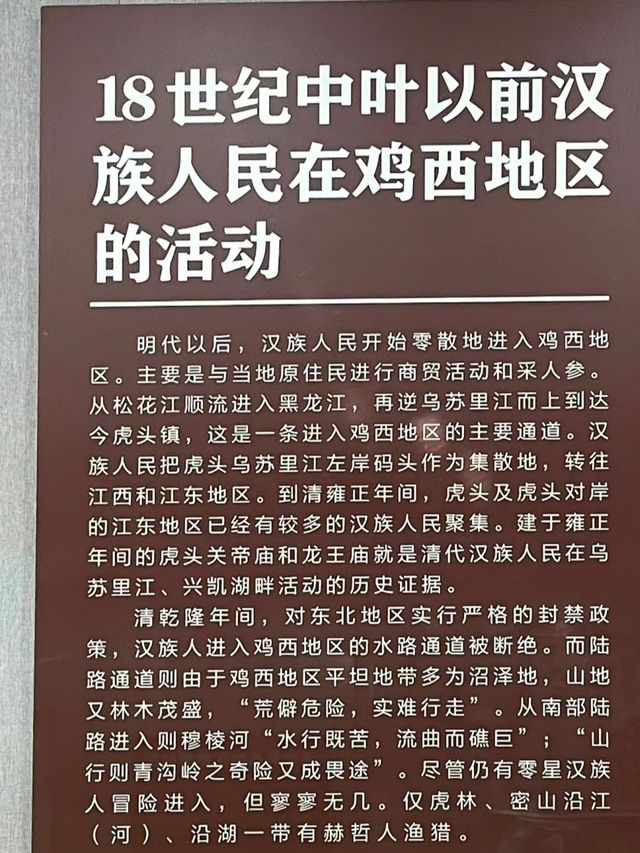 18世纪中叶以前汉
族人民在鸡西地区
的活动
明代以后，汉族人民开始零散地进入鸡西地
区。主要是与当地原住民进行商贸活动和采人参。
从松花江顺流进入黑龙江，再逆乌苏里江而上到达
今虎头镇，这是一条进入鸡西地区的主要通道。汉
族人民把虎头乌苏里江左岸码头作为集散地，转往
江西和江东地区。到清雍正年间，虎头及虎头对岸
的江东地区已经有较多的汉族人民聚集。建于雍正
年间的虎头关帝庙和龙王庙就是清代汉族人民在乌
苏里江、兴凯湖畔活动的历史证据。
清乾隆年间，对东北地区实行严格的封禁政
策，汉族人进入鸡西地区的水路通道被断绝。而陆
路通道则由于鸡西地区平坦地带多为沼泽地，山地
又林木茂盛，“荒僻危险，实难行走”。从南部陆
路进入则穆棱河“水行既苦，流曲而礁巨”；“山
行则青沟岭之奇险又成畏途”。尽管仍有零星汉族
人冒险进入，但寥寥无几。仅虎林、密山沿江
（河）、沿湖一带有赫哲人渔猎。